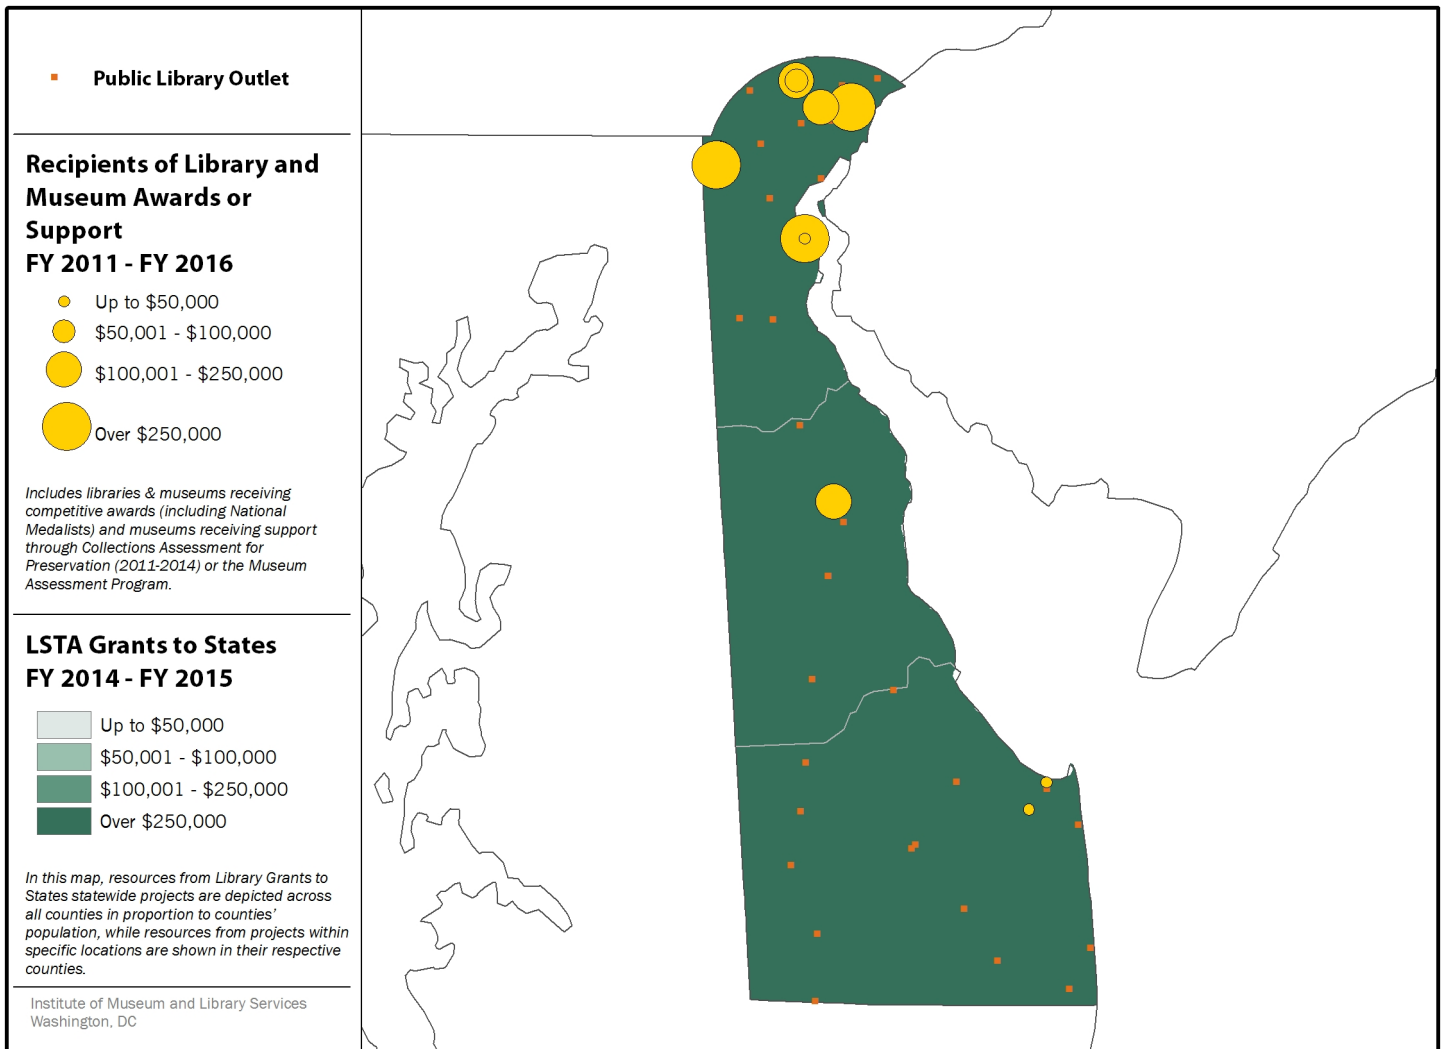 Public Library Outlet
Recipients of Library and
Museum Awards or
Support
FY 2011 - FY 2016
Up to $50,000
$50,001 - $100,000
$100,001 - $250,000
Over $250,000
Includes libraries & museums receiving
competitive awards (including National
Medalists) and museums receiving support
through Collections Assessment for
Preservation (2011-2014) or the Museum
Assessment Program.
LSTA Grants to States
FY 2014 - FY 2015
Up to $50,000
$50,001 - $100,000
$100,001 - $250,000
Over $250,000
In this map, resources from Library Grants to
States statewide projects are depicted across
all counties in proportion to counties’
population, while resources from projects within
specific locations are shown in their respective
counties.
Institute of Museum and Library Services
Washington, DC